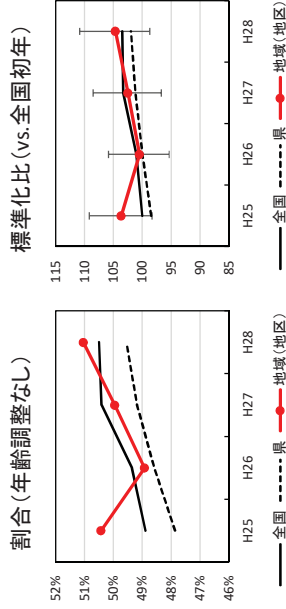 割合(年齢調整なし)
52%
51%
50%
49%
48%
47%
46%
H25
H26
H27
H28
全国
県
地域(地区)
標準化比(vs.全国初年)
115
110
105
100
95
90
85
H25
H26
H27
H28
全国
県
地域(地区)